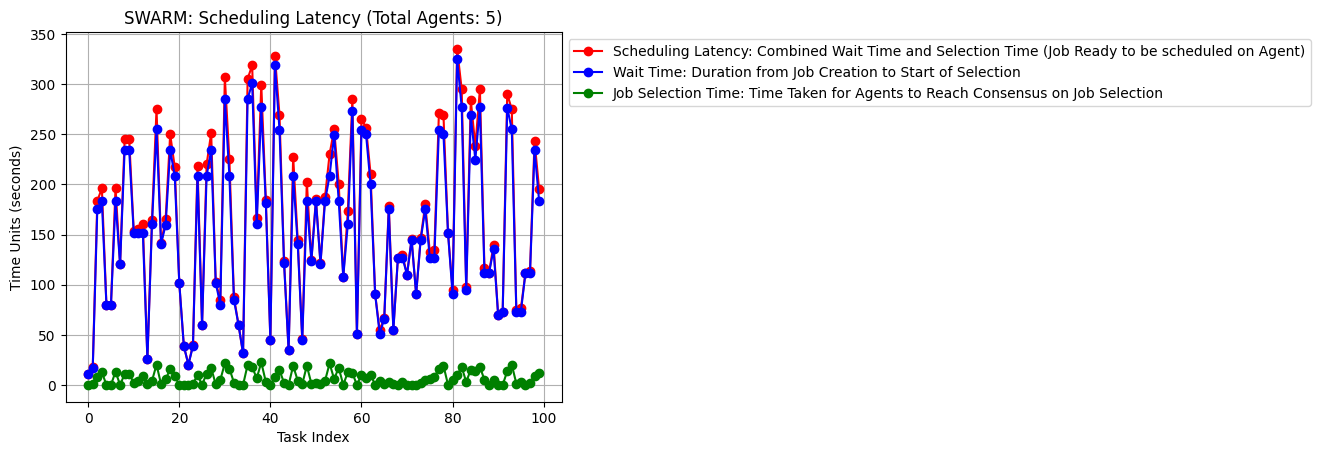 SWARM: Scheduling Latency (Total Agents: 5)
Scheduling Latency: Combined Wait Time and Selection Time (Job Ready to be scheduled on Agent)
Wait Time: Duration from Job Creation to Start of Selection
Job Selection Time: Time Taken for Agents to Reach Consensus on Job Selection
Time Units (seconds)
350
300
250
200
150
100
50
0
0 20 40 60 80 100
Task Index